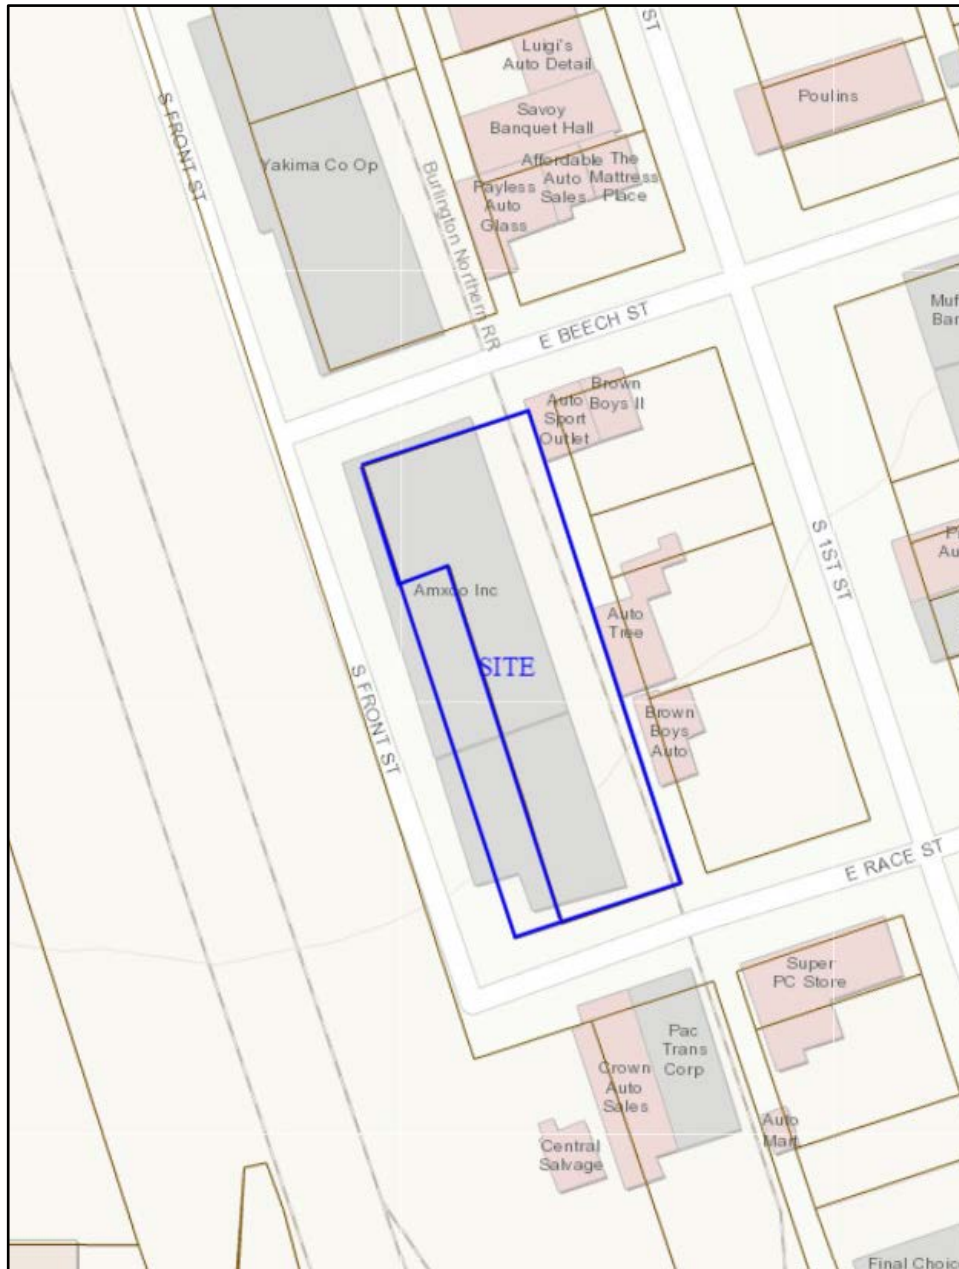 ST
Luigi's
Auto Detail
Poulins
Savoy
Banquet Hall
S FRONT ST
Yakima Co Op
Affordable
Auto
Sales
The
Mattress
Place
Payless
Auto
Glass
Burlington Northern RR
E BEECH ST
Brown
Boys II
Auto
Sport
Outlet
S 1ST ST
Amxdo Inc
Auto
Tree
SITE
S FRONT ST
Brown
Boys
Auto
E RACE ST
Super
PC Store
Pac
Trans
Corp
Crown
Auto
Sales
Auto
Mart
Central
Salvage
Final Choic